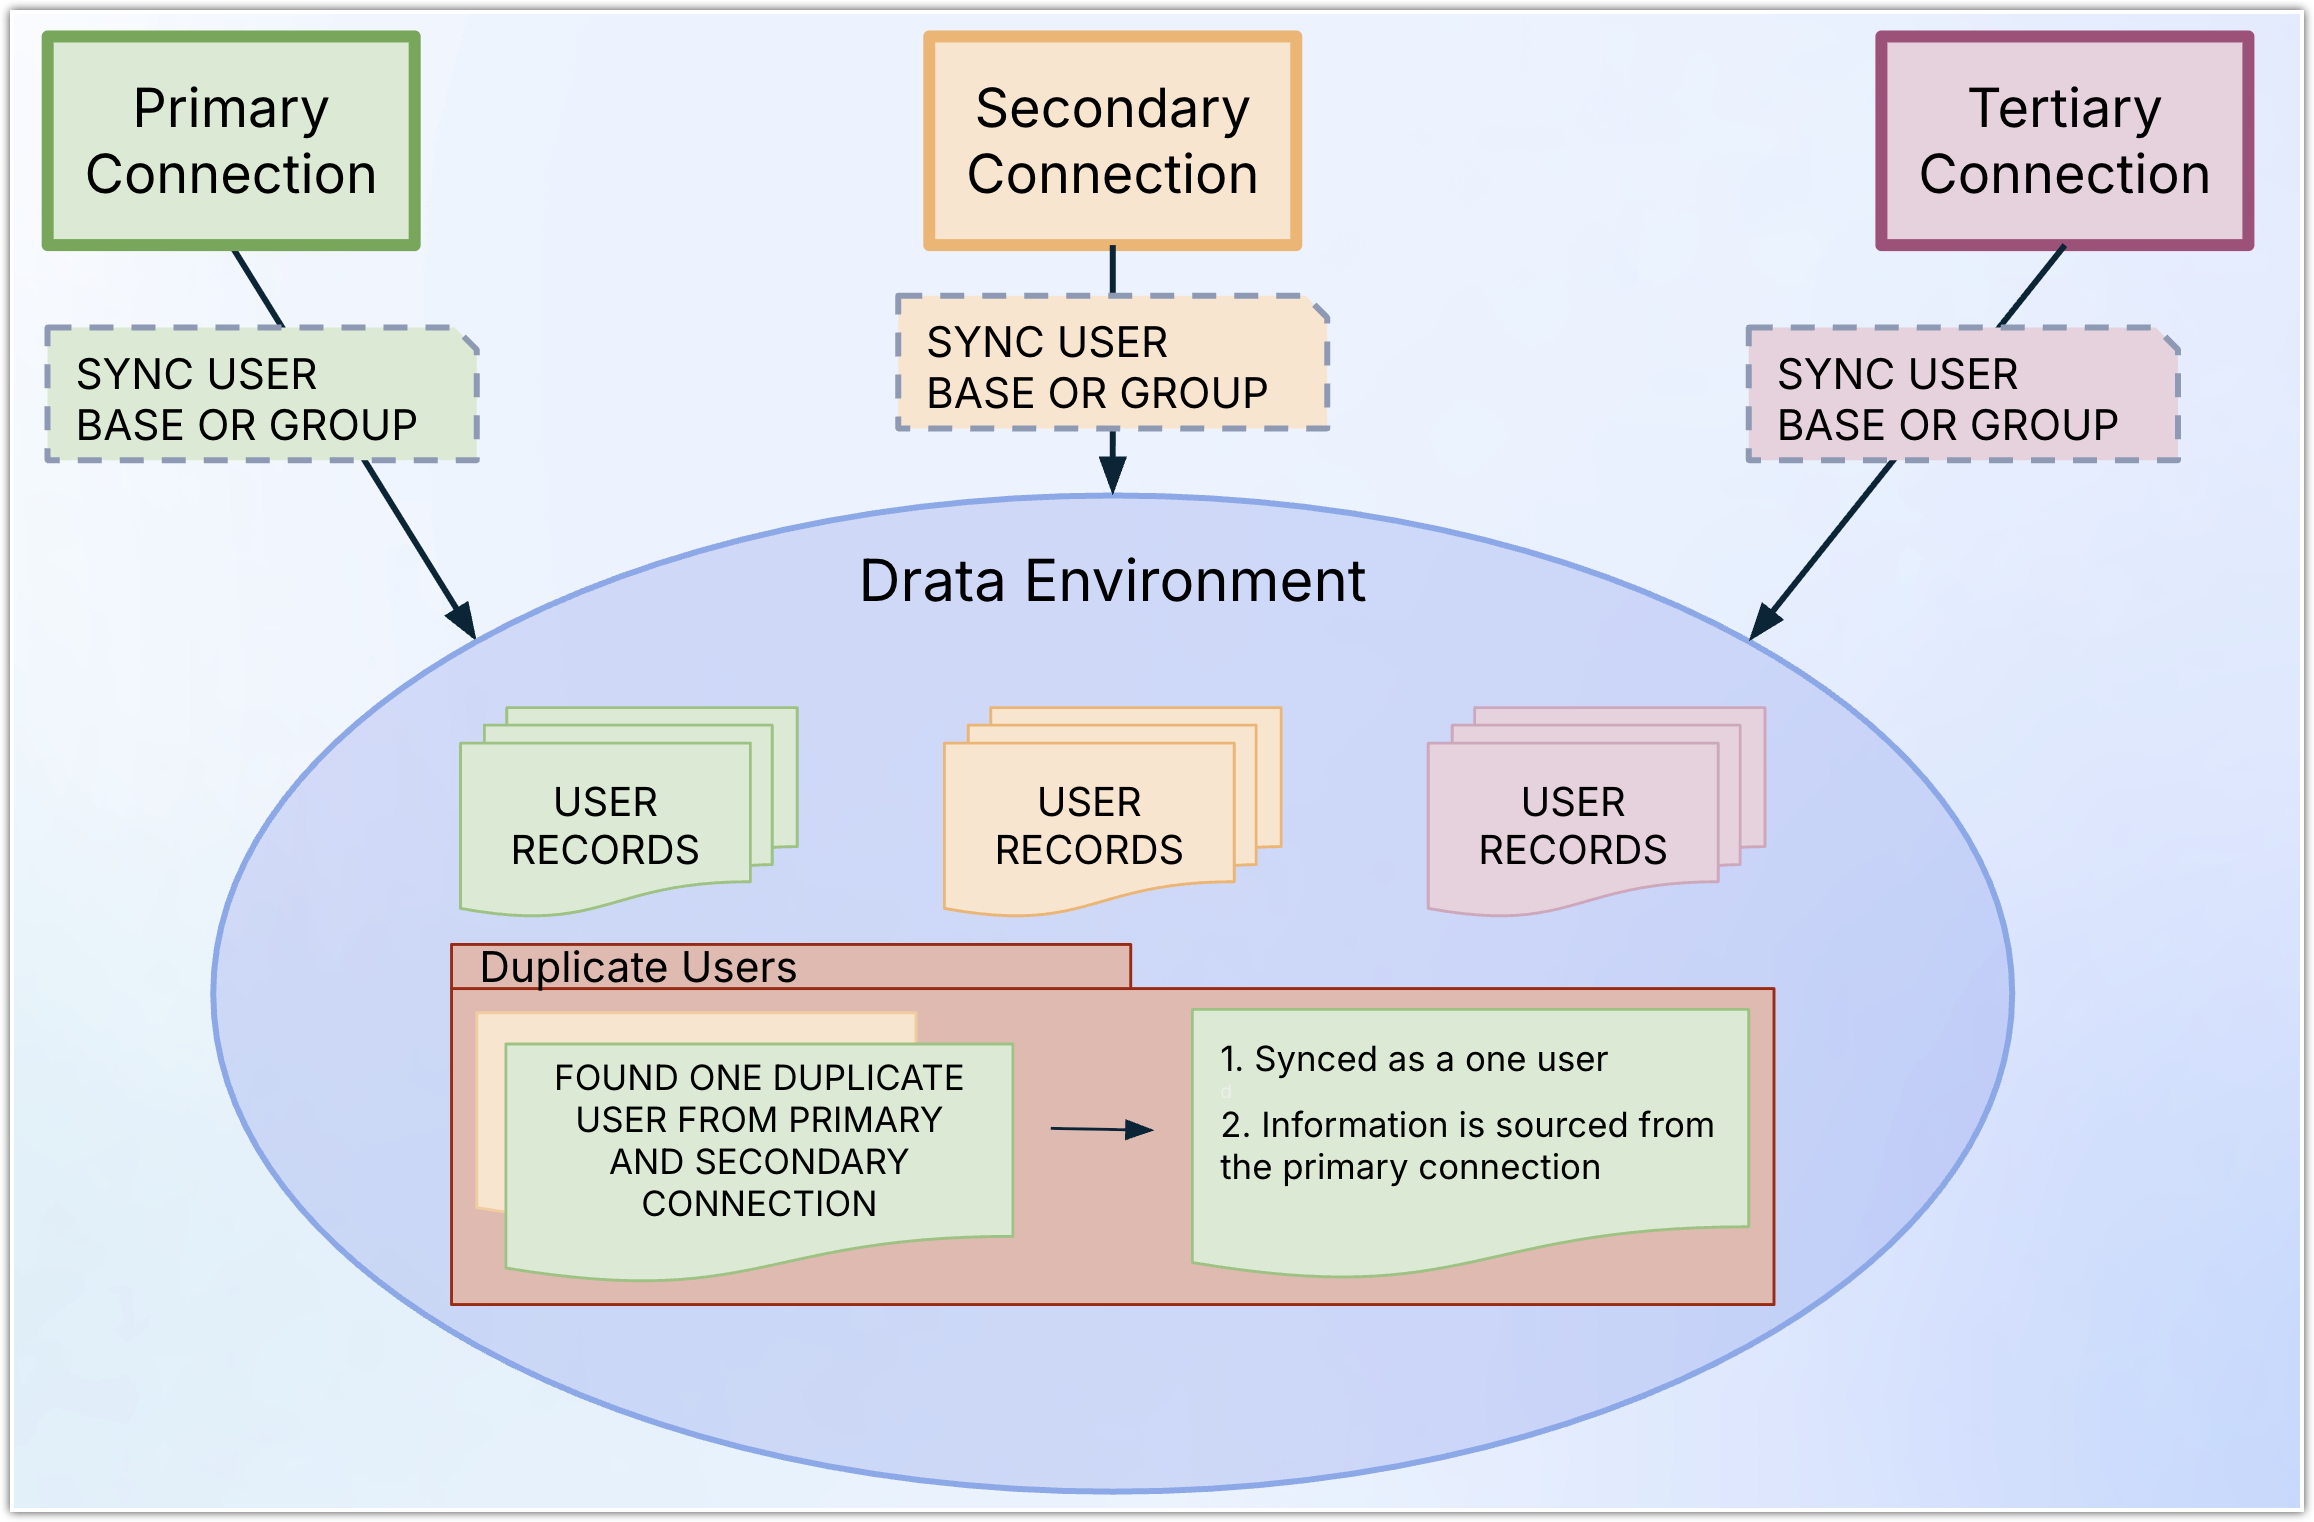 Primary
Connection
Secondary
Connection
Tertiary
Connection
SYNC USER
BASE OR GROUP
SYNC USER
BASE OR GROUP
SYNC USER
BASE OR GROUP
Drata Environment
USER
RECORDS
USER
RECORDS
USER
RECORDS
Duplicate Users
FOUND ONE DUPLICATE
USER FROM PRIMARY
AND SECONDARY
CONNECTION
1. Synced as a one user
d
2. Information is sourced from
the primary connection